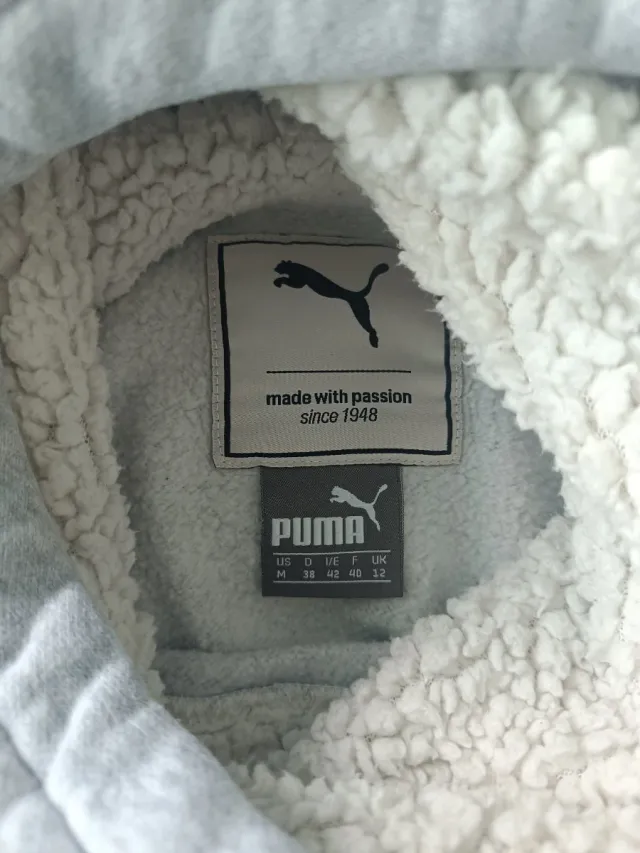 made with passion
since 1948
PUMA
US D I/E F UK
M 38 42 40 12